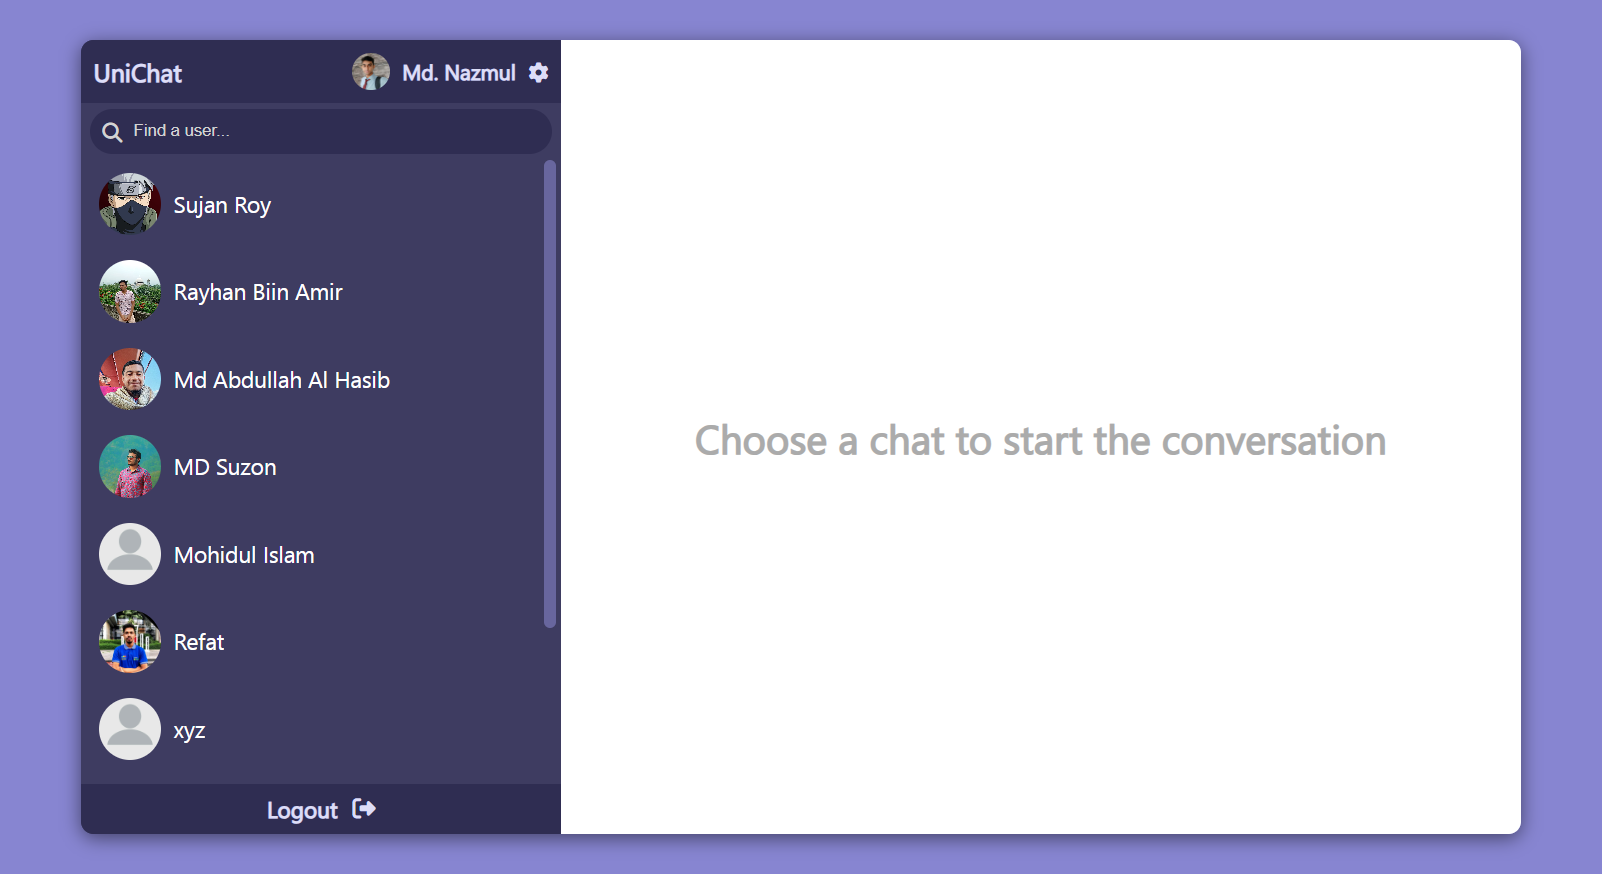 UniChat
Md. Nazmul
Find a user...
Sujan Roy
Rayhan Biin Amir
Md Abdullah Al Hasib
MD Suzon
Mohidul Islam
Refat
xyz
Logout
Choose a chat to start the conversation